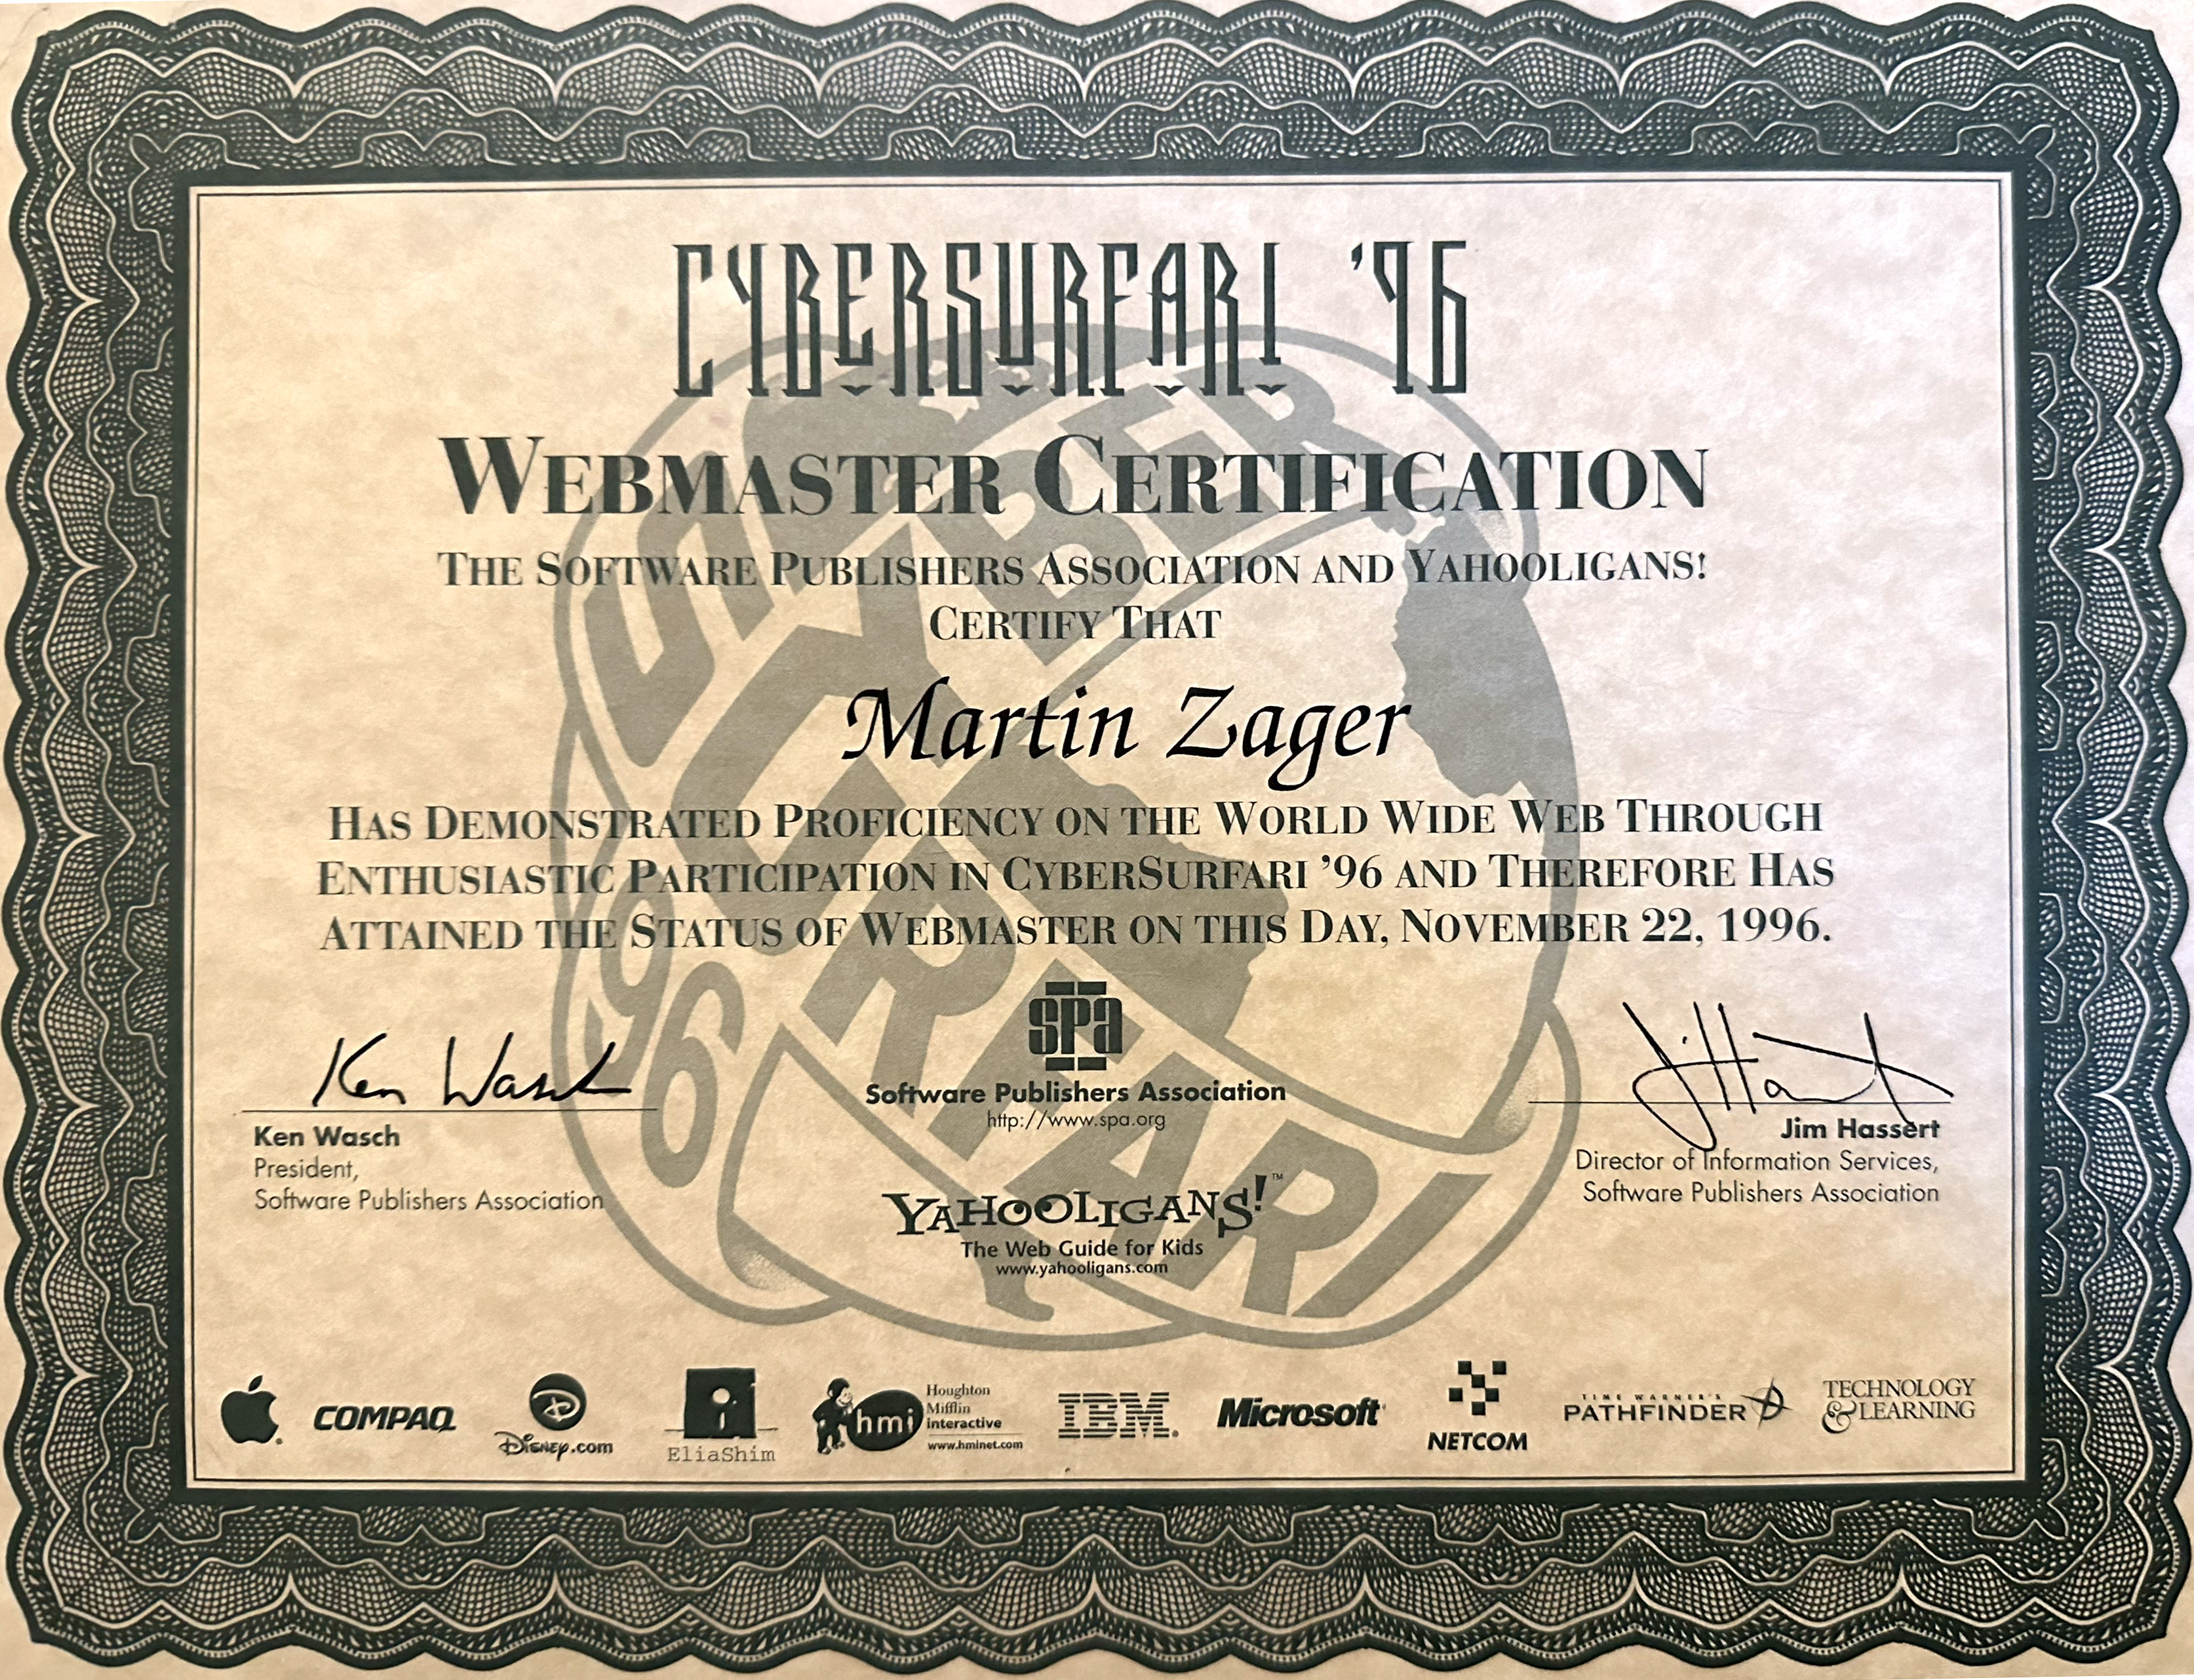 CYBERSURFARI '96
WEBMASTER CERTIFICATION
THE SOFTWARE PUBLISHERS ASSOCIATION AND YAHOOLIGANS!
CERTIFY THAT
Martin Zager
HAS DEMONSTRATED PROFICIENCY ON THE WORLD WIDE WEB THROUGH
ENTHUSIASTIC PARTICIPATION IN CYBERSURFARI '96 AND THEREFORE HAS
ATTAINED THE STATUS OF WEBMASTER ON THIS DAY, NOVEMBER 22, 1996.
Ken Wasch
Ken Wasch
President,
Software Publishers Association
spa
Software Publishers Association
http://www.spa.org
YAHOOLIGANS!™
The Web Guide for Kids
www.yahooligans.com
Jim Hassert
Director of Information Services,
Software Publishers Association
COMPAQ
Disney.com
EliaShim
hmi
Houghton
Mifflin
interactive
www.hminet.com
IBM
Microsoft
NETCOM
TIME WARNER'S
PATHFINDER
TECHNOLOGY
& LEARNING
CYBER
96